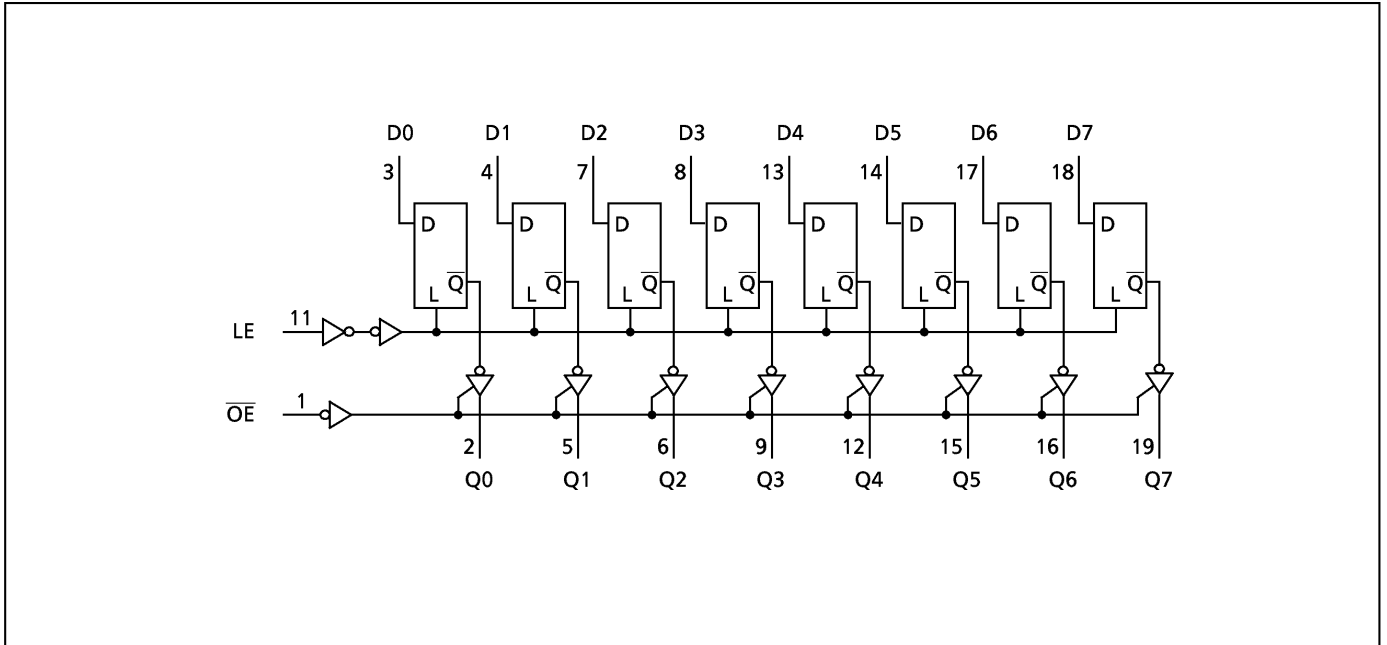 D0 D1 D2 D3 D4 D5 D6 D7
3 4 7 8 13 14 17 18
D D D D D D D D
Q̅ Q̅ Q̅ Q̅ Q̅ Q̅ Q̅ Q̅
L L L L L L L L
LE 11
O̅E̅ 1
2 5 6 9 12 15 16 19
Q0 Q1 Q2 Q3 Q4 Q5 Q6 Q7